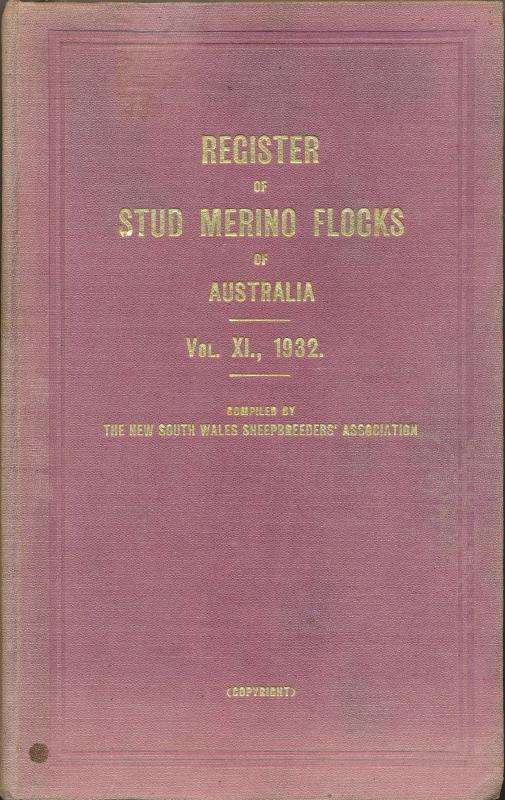 REGISTER
OF
STUD MERINO FLOCKS
OF
AUSTRALIA
VOL. XI., 1932.
COMPILED BY
THE NEW SOUTH WALES SHEEPBREEDERS' ASSOCIATION
(COPYRIGHT)